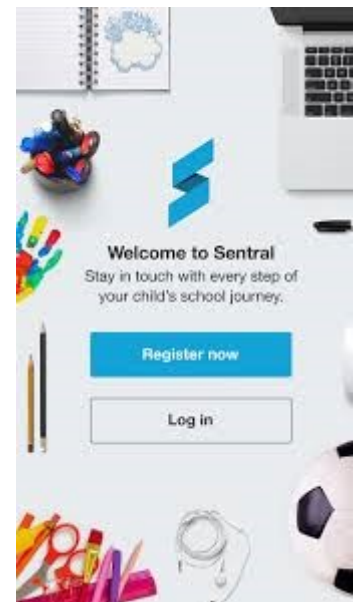 Welcome to Sentral
Stay in touch with every step of
your child's school journey.
Register now
Log in